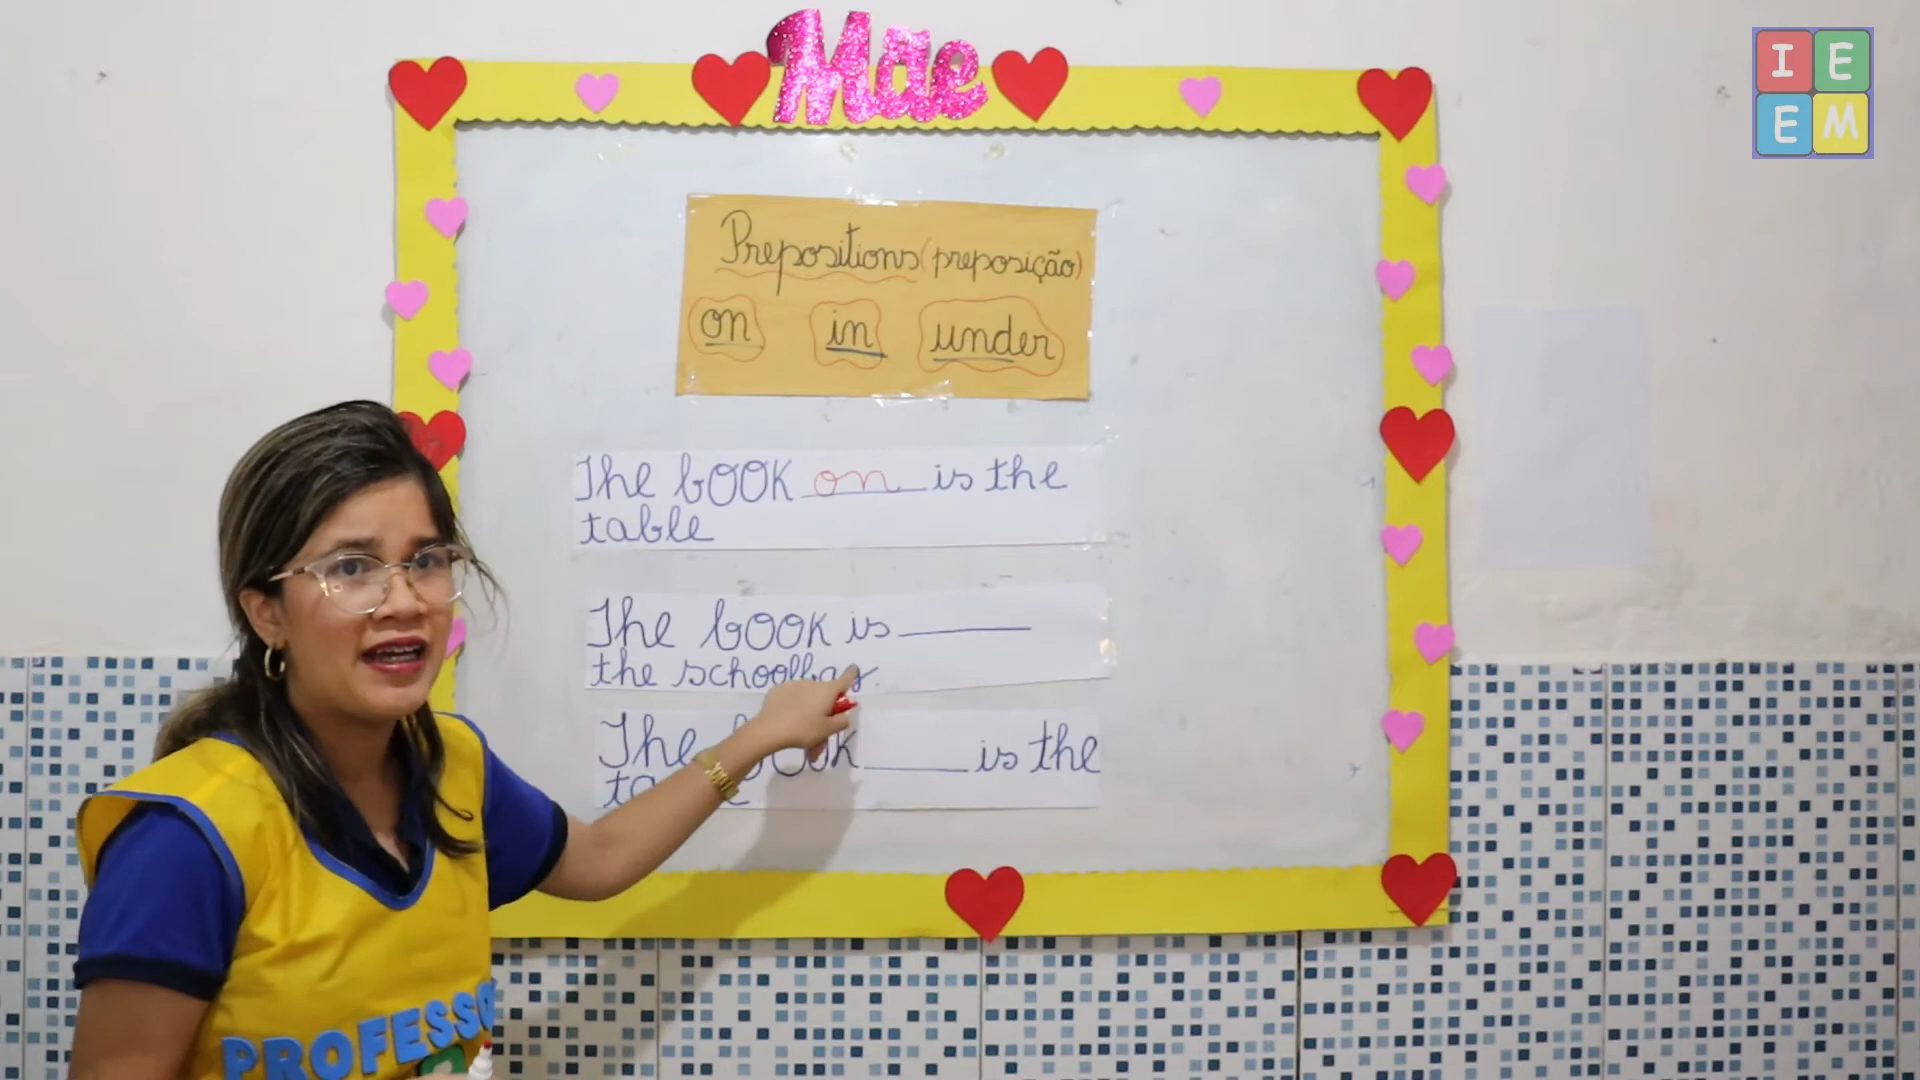 Mãe
I E
E M
Prepositions (preposição)
on in under
The book on is the
table
The book is
the schoolbag.
The book is the
PROFESSO